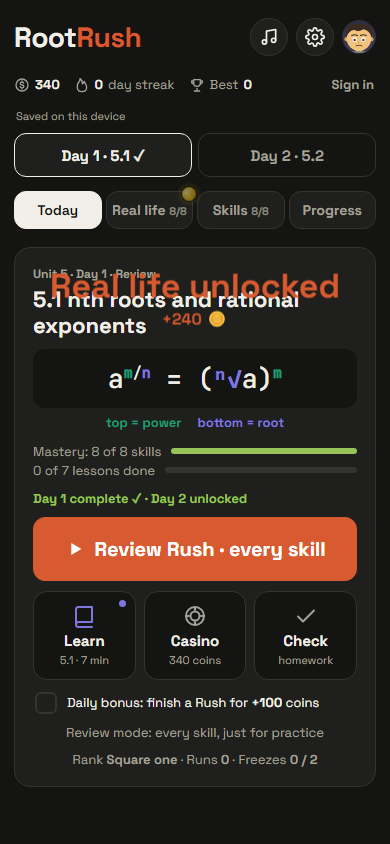 RootRush
340 0 day streak Best 0 Sign in
Saved on this device
Day 1 · 5.1 ✓ Day 2 · 5.2
Today Real life 8/8 Skills 8/8 Progress
Unit 5 · Day 1 · Review
Real life unlocked
5.1 nth roots and rational
exponents
+240
a^m/n = (ⁿ√a)^m
top = power bottom = root
Mastery: 8 of 8 skills
0 of 7 lessons done
Day 1 complete ✓ · Day 2 unlocked
Review Rush · every skill
Learn Casino Check
5.1 · 7 min 340 coins homework
Daily bonus: finish a Rush for +100 coins
Review mode: every skill, just for practice
Rank Square one · Runs 0 · Freezes 0 / 2